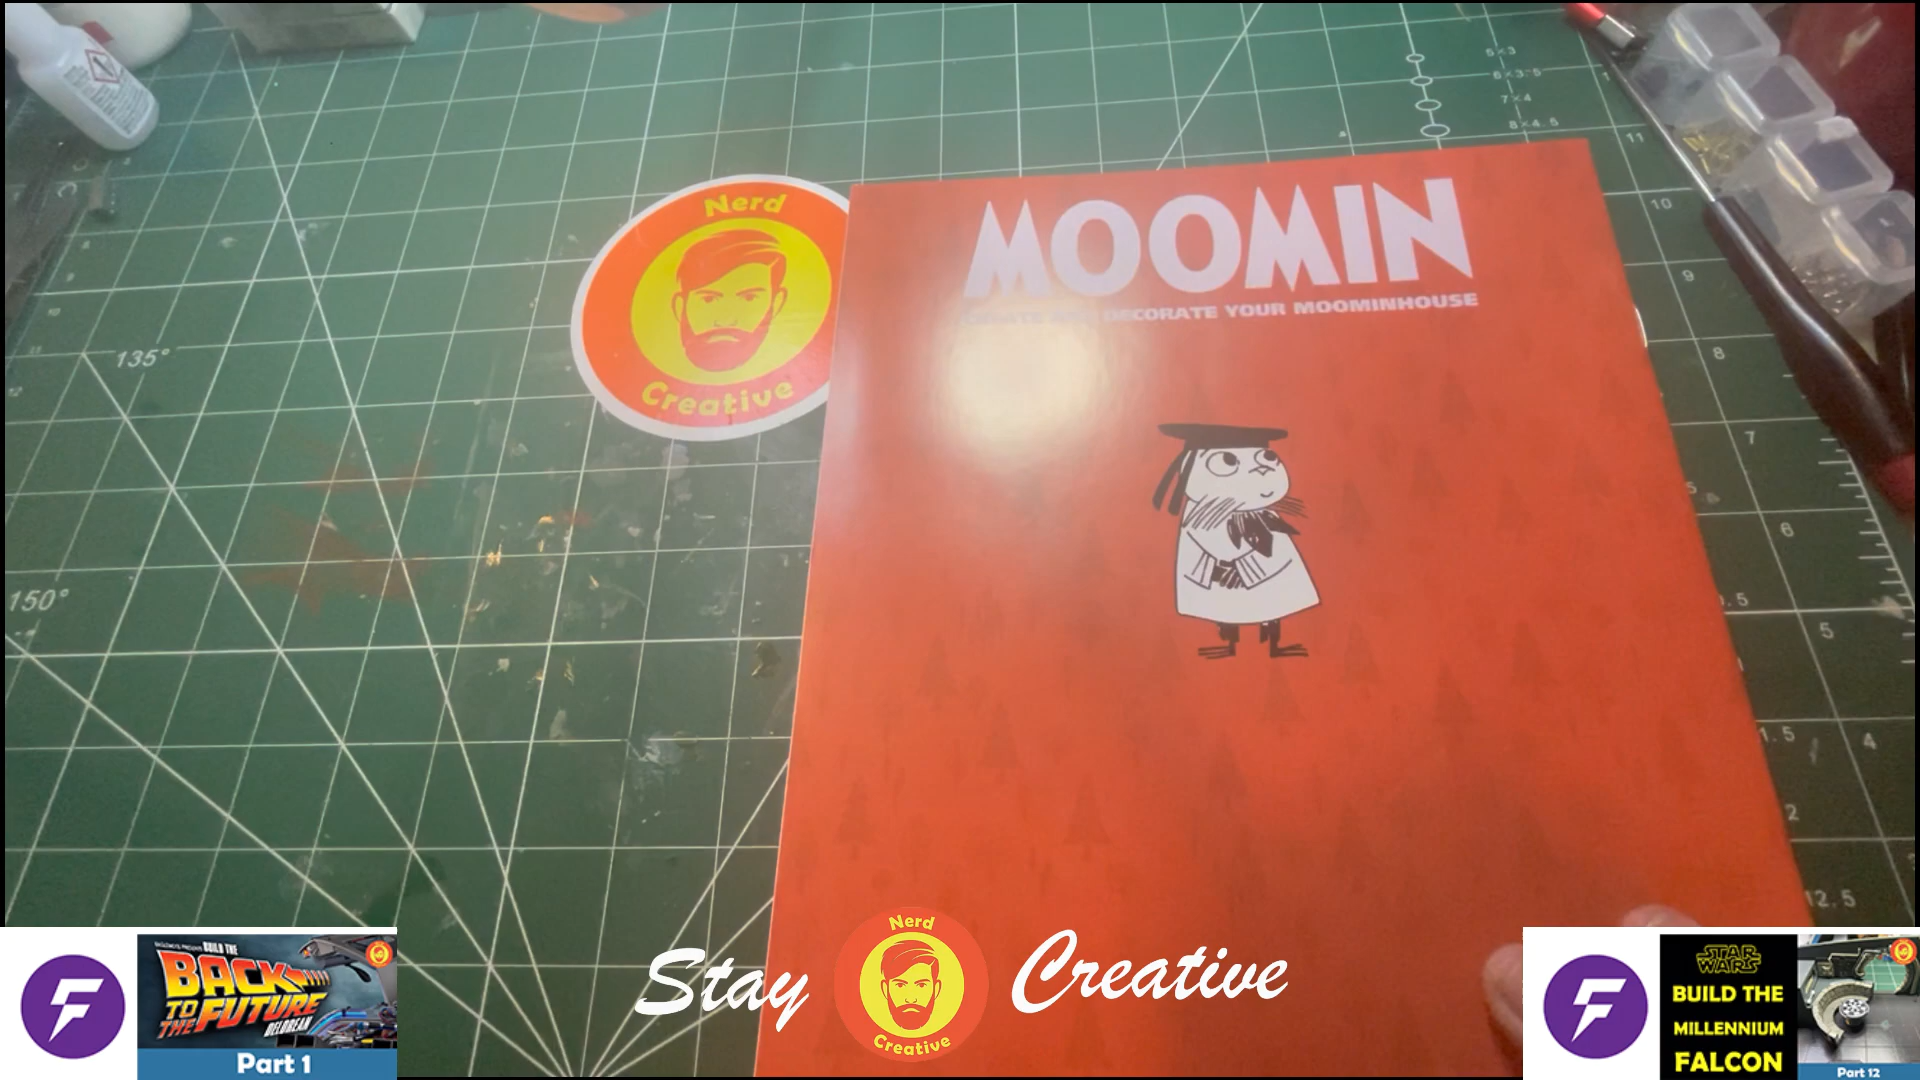 5×3
6×3.5
7×4
8×4.5
11
Nerd
Creative
MOOMIN
CREATE AND DECORATE YOUR MOOMINHOUSE
10
9
8
7
6
5
4
135°
150°
12.5
Stay
Nerd
Creative
Creative
BUILD THE
BACK
TO
THE FUTURE
DELOREAN
Part 1
STAR
WARS
BUILD THE
MILLENNIUM
FALCON
Part 12